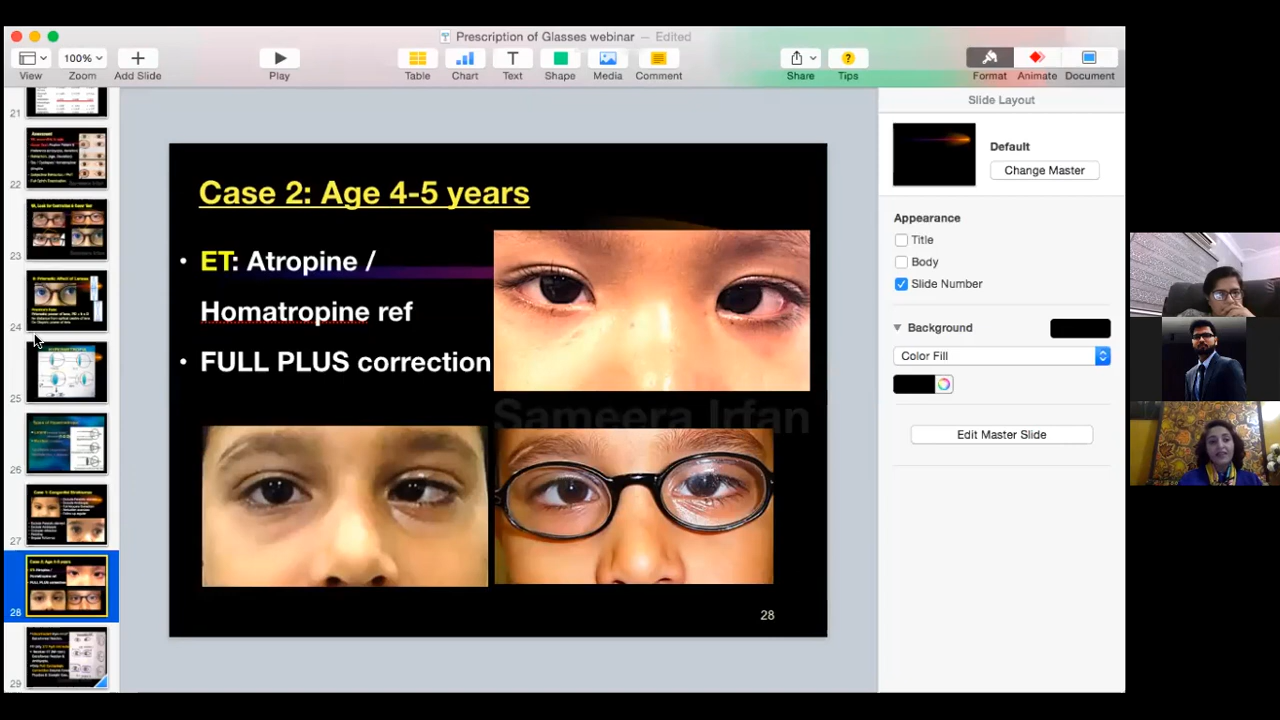 Prescription of Glasses webinar — Edited
View
100%
Zoom
Add Slide
Play
Table
Chart
Text
Shape
Media
Comment
Share
Tips
Format
Animate
Document
21
22
23
24
25
26
27
28
29
Case 2: Age 4-5 years
• ET: Atropine /
Homatropine ref
• FULL PLUS correction
Sameera Irfan
28
Slide Layout
Default
Change Master
Appearance
Title
Body
Slide Number
Background
Color Fill
Edit Master Slide